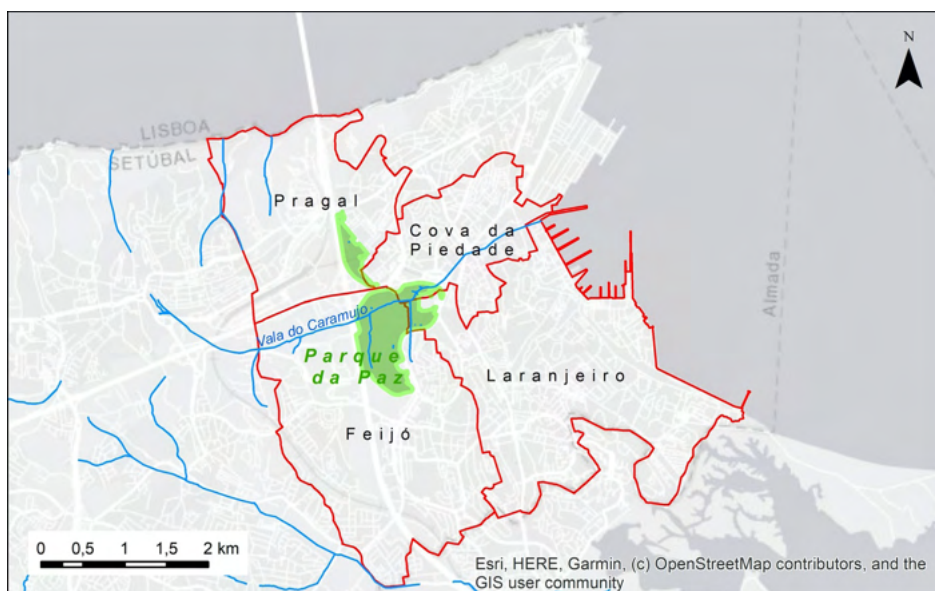 N
LISBOA
SETÚBAL
Pragal
Cova da
Piedade
Almada
Vala do Caramujo
Parque
da Paz
Laranjeiro
Feijó
0 0,5 1 1,5 2 km
Esri, HERE, Garmin, (c) OpenStreetMap contributors, and the
GIS user community